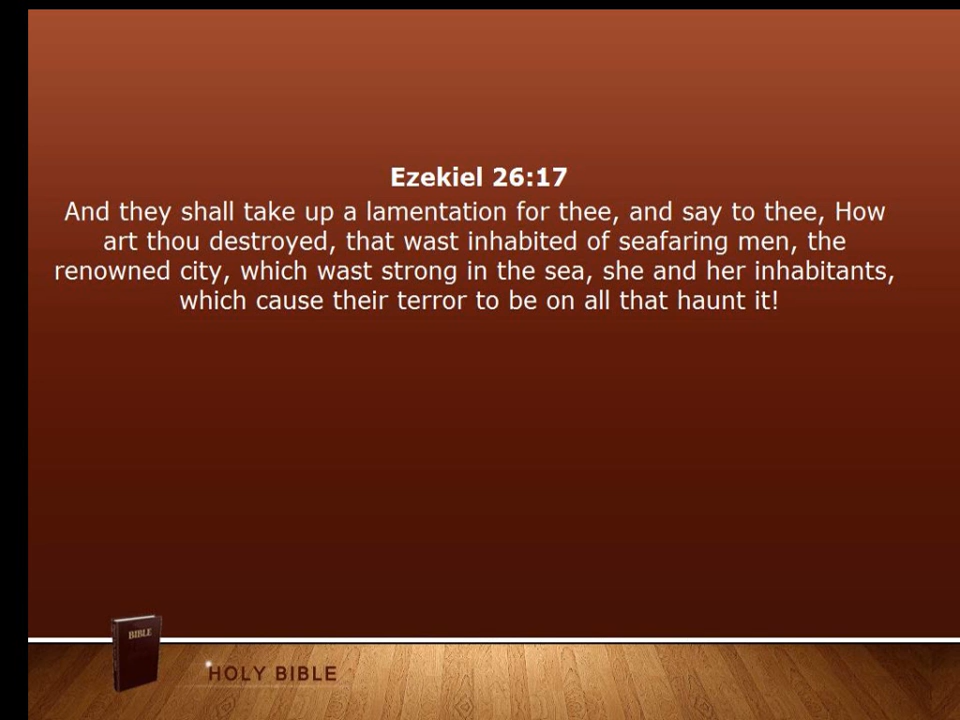 Ezekiel 26:17
And they shall take up a lamentation for thee, and say to thee, How
art thou destroyed, that wast inhabited of seafaring men, the
renowned city, which wast strong in the sea, she and her inhabitants,
which cause their terror to be on all that haunt it!
BIBLE
HOLY BIBLE